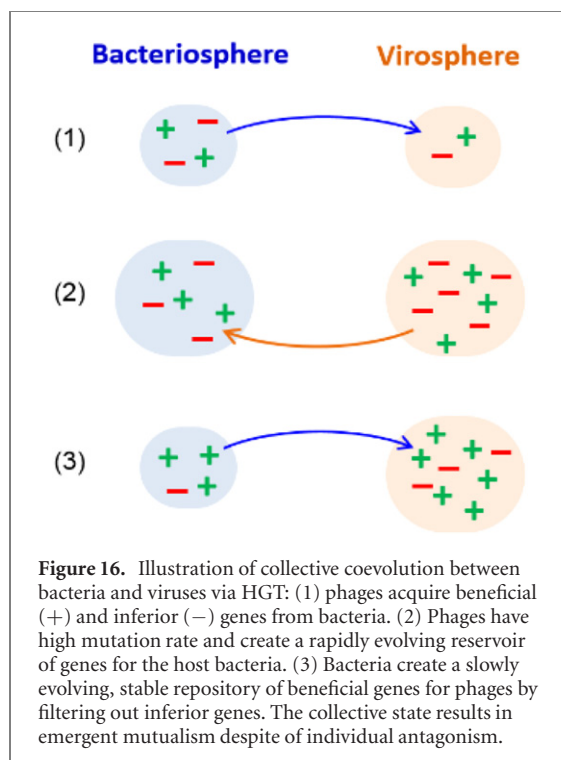 Bacteriosphere Virosphere
(1)
(2)
(3)
Figure 16. Illustration of collective coevolution between
bacteria and viruses via HGT: (1) phages acquire beneficial
(+) and inferior (−) genes from bacteria. (2) Phages have
high mutation rate and create a rapidly evolving reservoir
of genes for the host bacteria. (3) Bacteria create a slowly
evolving, stable repository of beneficial genes for phages by
filtering out inferior genes. The collective state results in
emergent mutualism despite of individual antagonism.